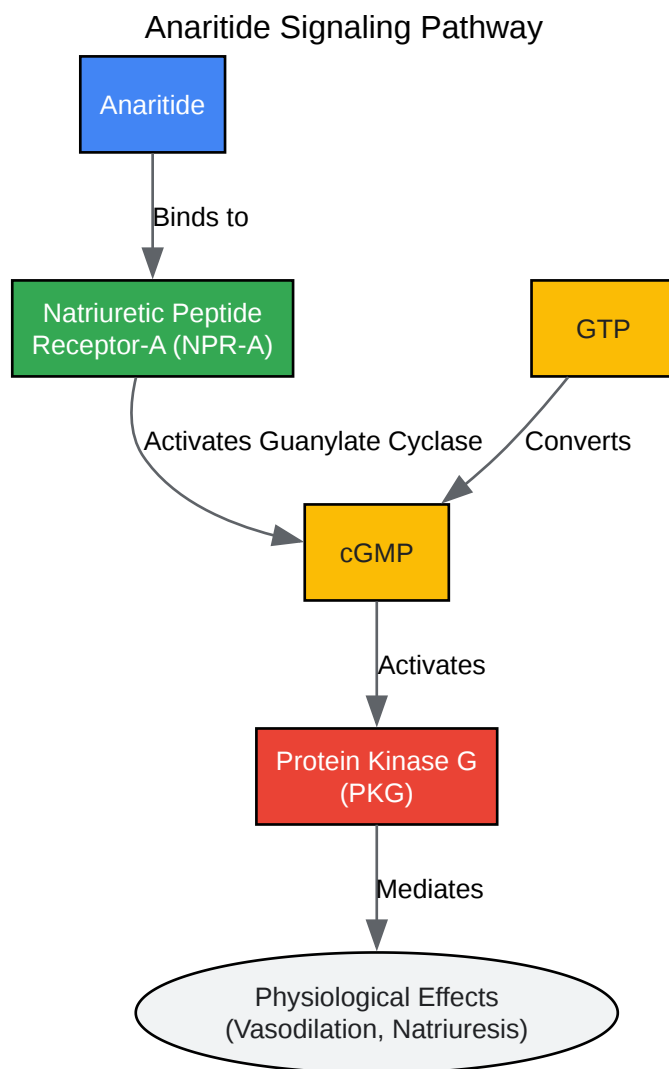 Anaritide Signaling Pathway
Anaritide
Binds to
Natriuretic Peptide
Receptor-A (NPR-A)
GTP
Activates Guanylate Cyclase
Converts
cGMP
Activates
Protein Kinase G
(PKG)
Mediates
Physiological Effects
(Vasodilation, Natriuresis)